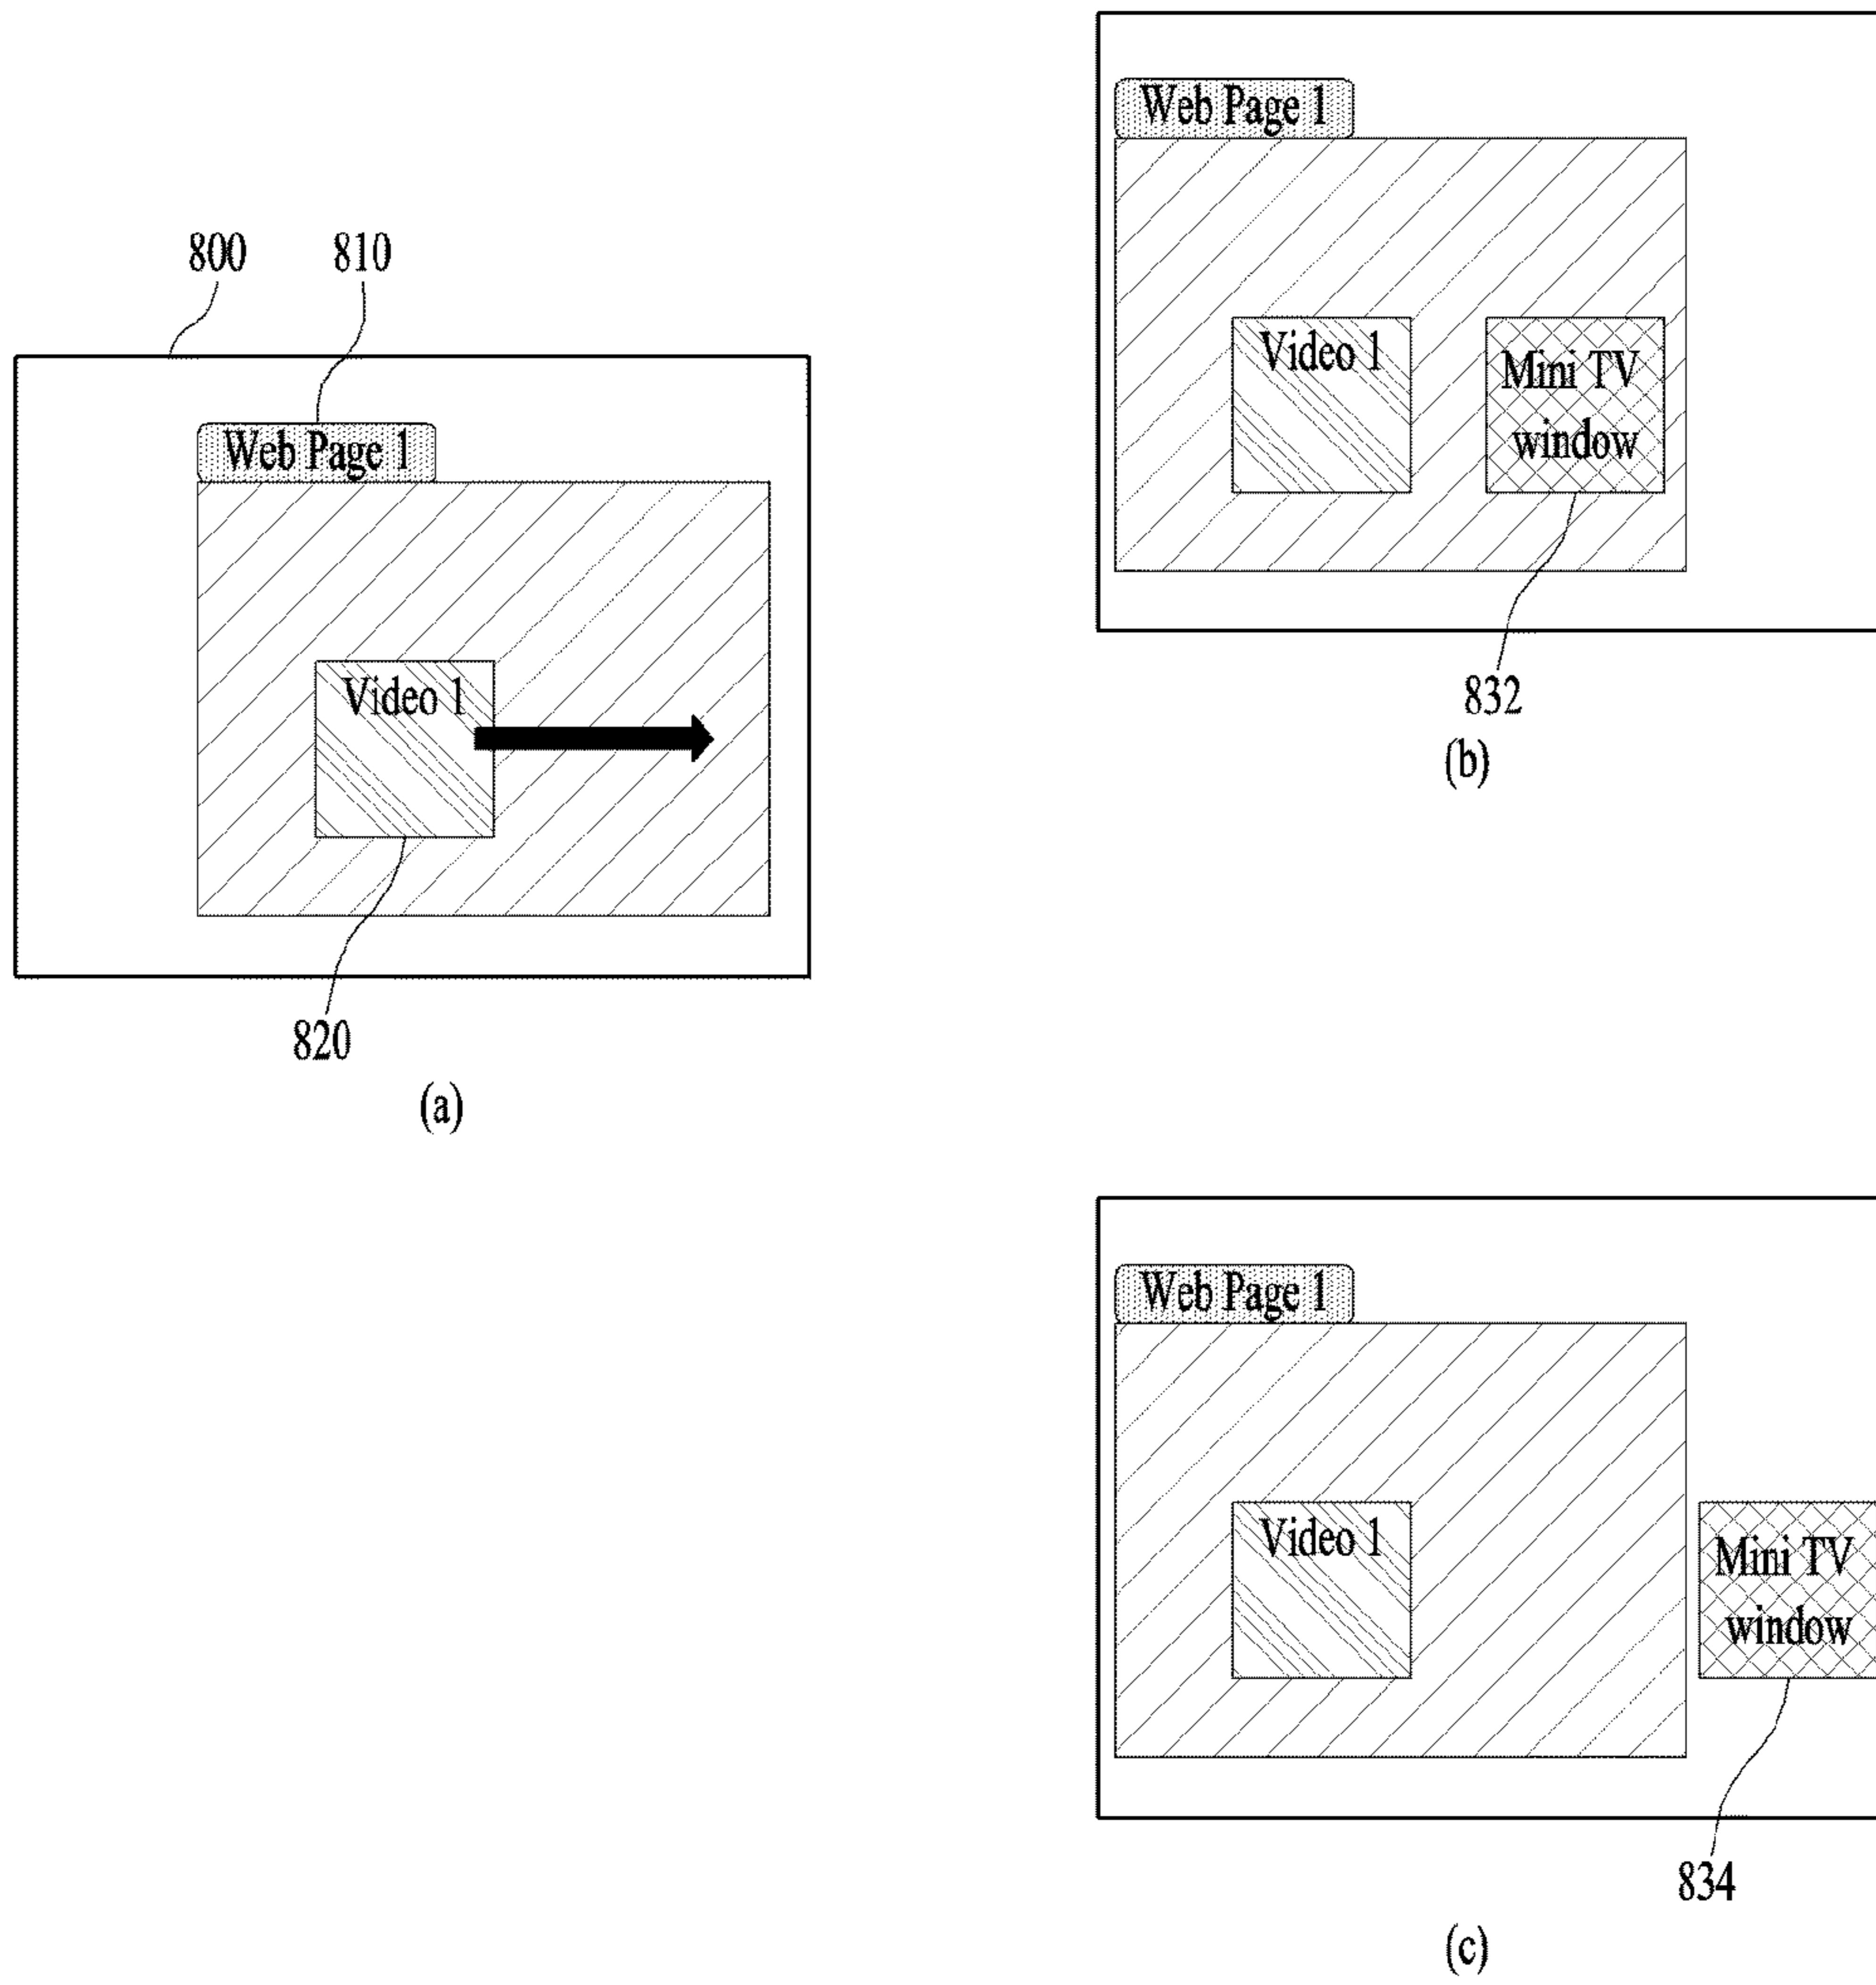 800
810
Web Page 1
Video 1
820
(a)
Web Page 1
Video 1
Mini TV
window
832
(b)
Web Page 1
Video 1
Mini TV
window
834
(c)